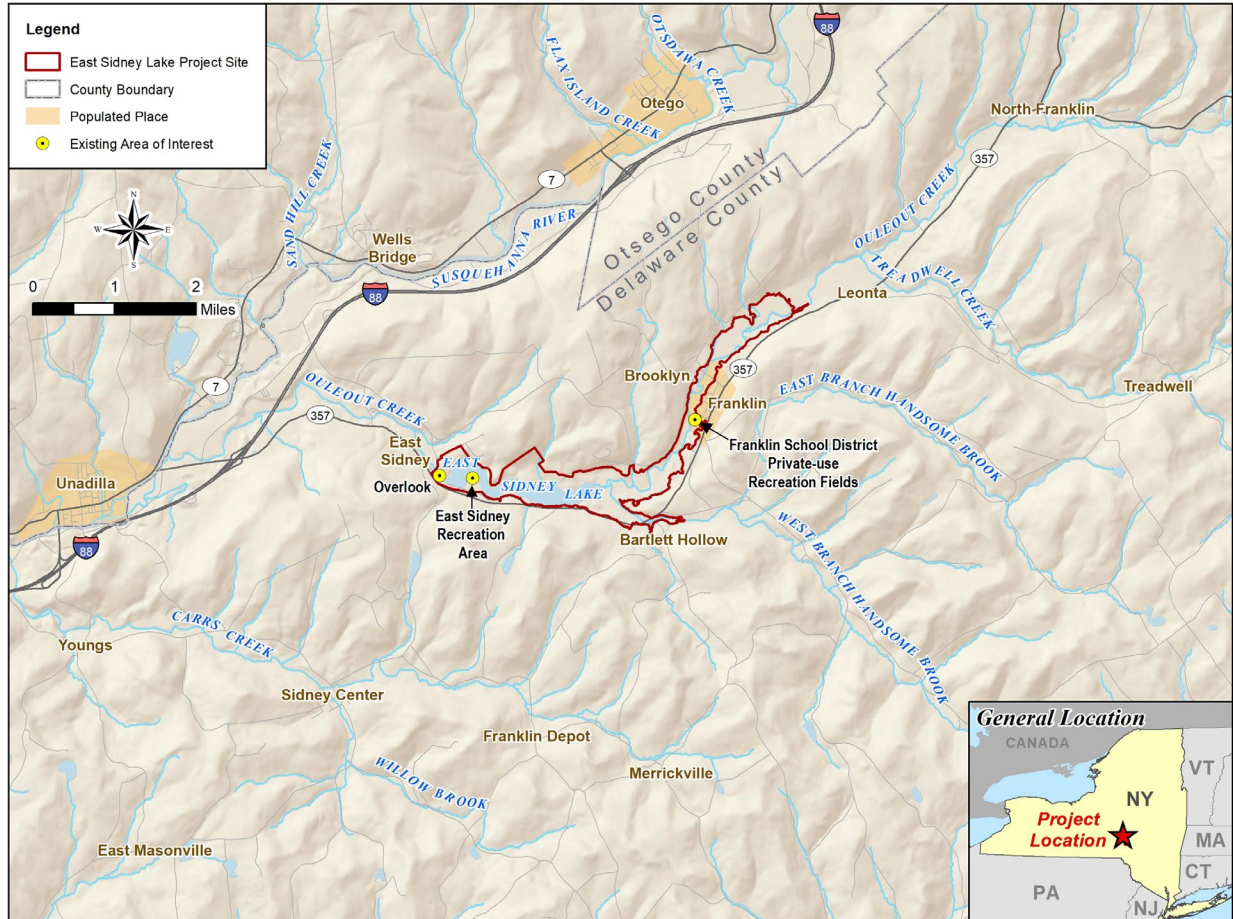 Legend
East Sidney Lake Project Site
County Boundary
Populated Place
Existing Area of Interest
N
W E
S
0 1 2
Miles
88
OTSDAWA CREEK
FLAX ISLAND CREEK
Otego
North-Franklin
357
7
SAND HILL CREEK
Wells
Bridge
SUSQUEHANNA RIVER
88
Otsego County
Delaware County
OULEOUT CREEK
TREADWELL CREEK
Leonta
7
OULEOUT CREEK
357
Brooklyn
357
Franklin
EAST BRANCH HANDSOME BROOK
Treadwell
Franklin School District
Private-use
Recreation Fields
East
Sidney
Overlook
EAST
SIDNEY
LAKE
East Sidney
Recreation
Area
Bartlett Hollow
Unadilla
88
WEST BRANCH HANDSOME BROOK
CARRS CREEK
Youngs
Sidney Center
Franklin Depot
Merrickville
WILLOW BROOK
East Masonville
General Location
CANADA
VT
NY
Project
Location
MA
CT
PA
NJ